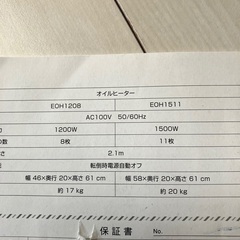 オイルヒーター
EOH1208 EOH1511
AC100V 50/60Hz
1200W 1500W
の数 8枚 11枚
さ 2.1m
転倒時電源自動オフ
幅 46×奥行 20×高さ 61 cm 幅 58×奥行 20×高さ 61 cm
約 17 kg 約 20 kg
保証書